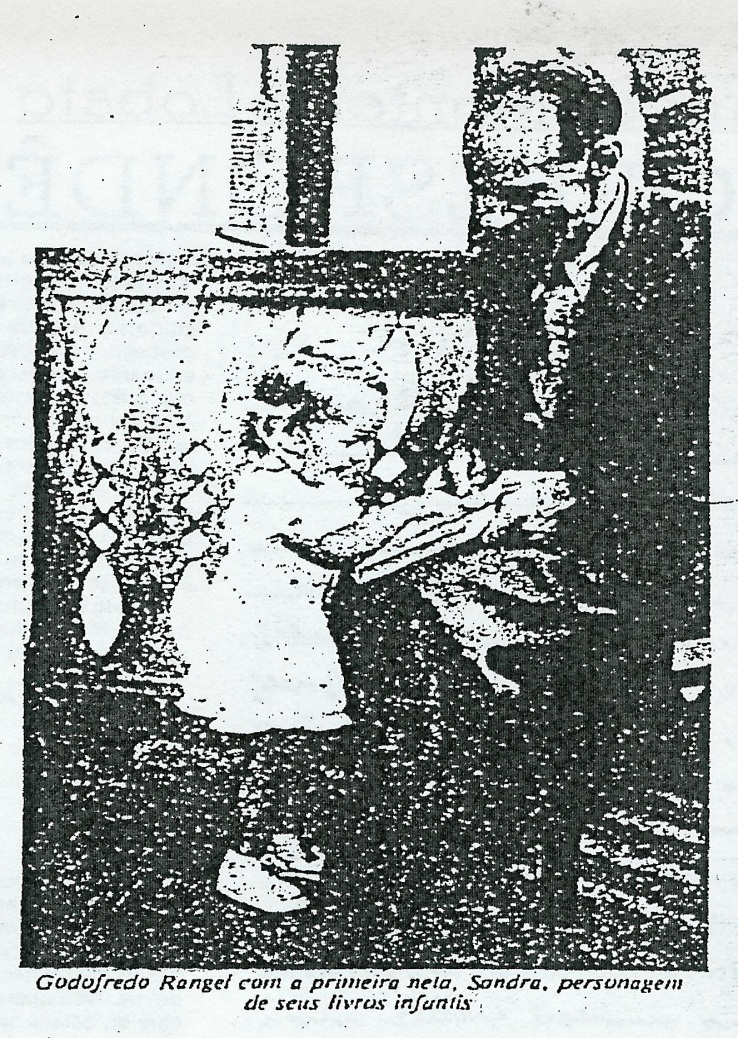 Godofredo Rangel com a primeira neta, Sandra, personagem
de seus livros infantis